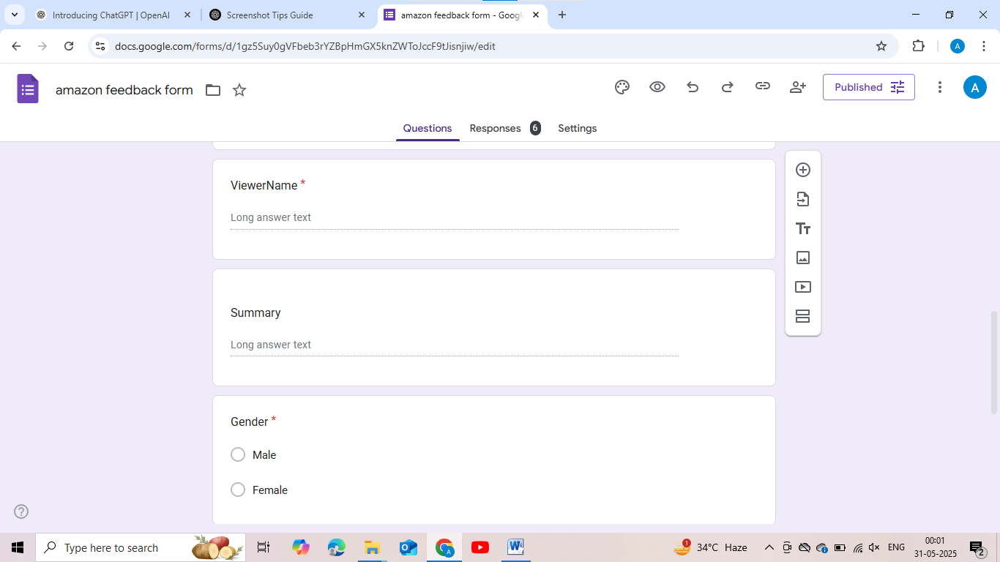 Introducing ChatGPT | OpenAI
Screenshot Tips Guide
amazon feedback form - Googl
docs.google.com/forms/d/1gz5Suy0gVFbeb3rYZBpHmGX5knZWToJccF9tJisnjiw/edit
A
amazon feedback form
Published
A
Questions
Responses 6
Settings
ViewerName *
Long answer text
Summary
Long answer text
Gender *
Male
Female
Type here to search
1
34°C Haze
ENG
00:01
31-05-2025
2